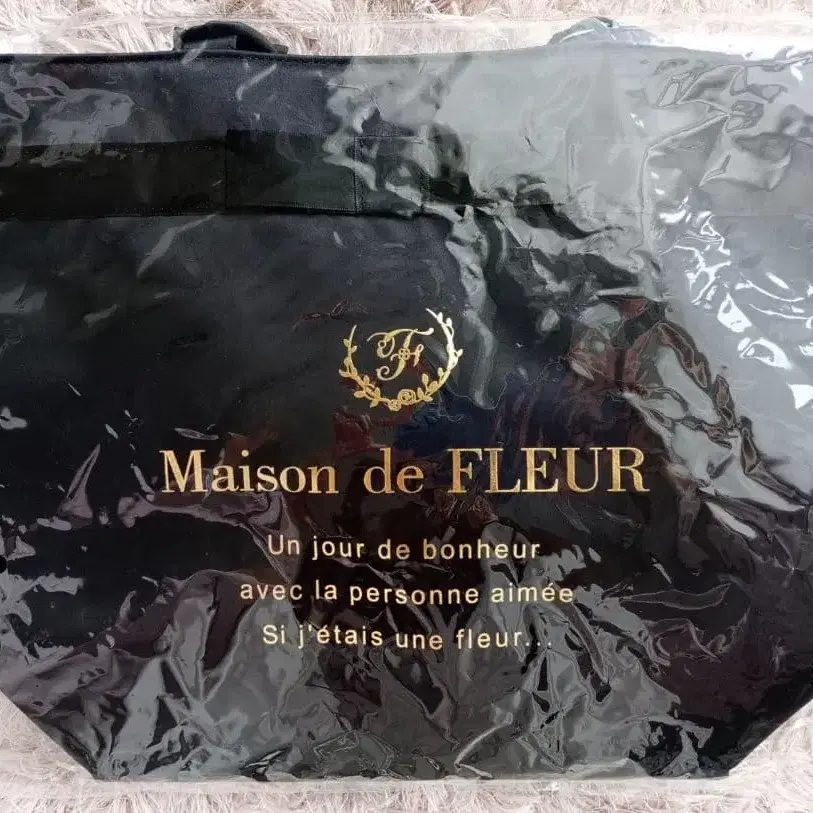 F
Maison de FLEUR
Un jour de bonheur
avec la personne aimée
Si j'étais une fleur...